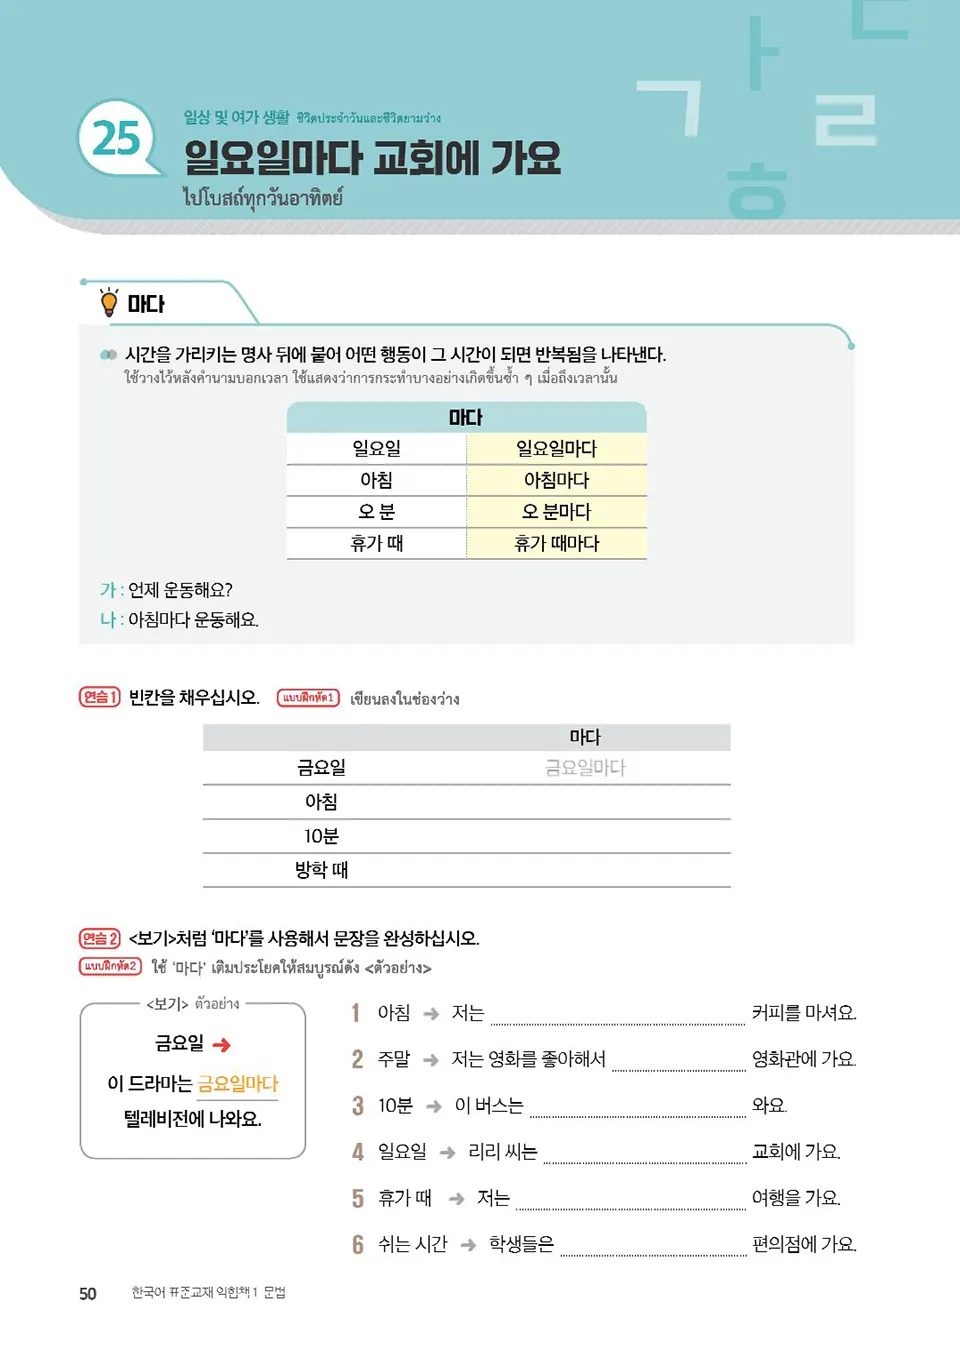 ㅏ ㄷ
ㄱ ㄹ
ㅎ
25
일상 및 여가 생활 ชีวิตประจำวันและชีวิตยามว่าง
일요일마다 교회에 가요
ไปโบสถ์ทุกวันอาทิตย์
마다
시간을 가리키는 명사 뒤에 붙어 어떤 행동이 그 시간이 되면 반복됨을 나타낸다.
ใช้วางไว้หลังคำนามบอกเวลา ใช้แสดงว่าการกระทำบางอย่างเกิดขึ้นซ้ำ ๆ เมื่อถึงเวลานั้น
마다
일요일 일요일마다
아침 아침마다
오 분 오 분마다
휴가 때 휴가 때마다
가 : 언제 운동해요?
나 : 아침마다 운동해요.
연습1 빈칸을 채우십시오. แบบฝึกหัด1 เขียนลงในช่องว่าง
마다
금요일 금요일마다
아침
10분
방학 때
연습2 <보기>처럼 ‘마다’를 사용해서 문장을 완성하십시오.
แบบฝึกหัด2 ใช้ ‘마다’ เติมประโยคให้สมบูรณ์ดัง <ตัวอย่าง>
<보기> ตัวอย่าง
금요일 ➔
이 드라마는 금요일마다
텔레비전에 나와요.
1 아침 ➔ 저는 커피를 마셔요.
2 주말 ➔ 저는 영화를 좋아해서 영화관에 가요.
3 10분 ➔ 이 버스는 와요.
4 일요일 ➔ 리리 씨는 교회에 가요.
5 휴가 때 ➔ 저는 여행을 가요.
6 쉬는 시간 ➔ 학생들은 편의점에 가요.
50 한국어 표준교재 익힘책 1 문법